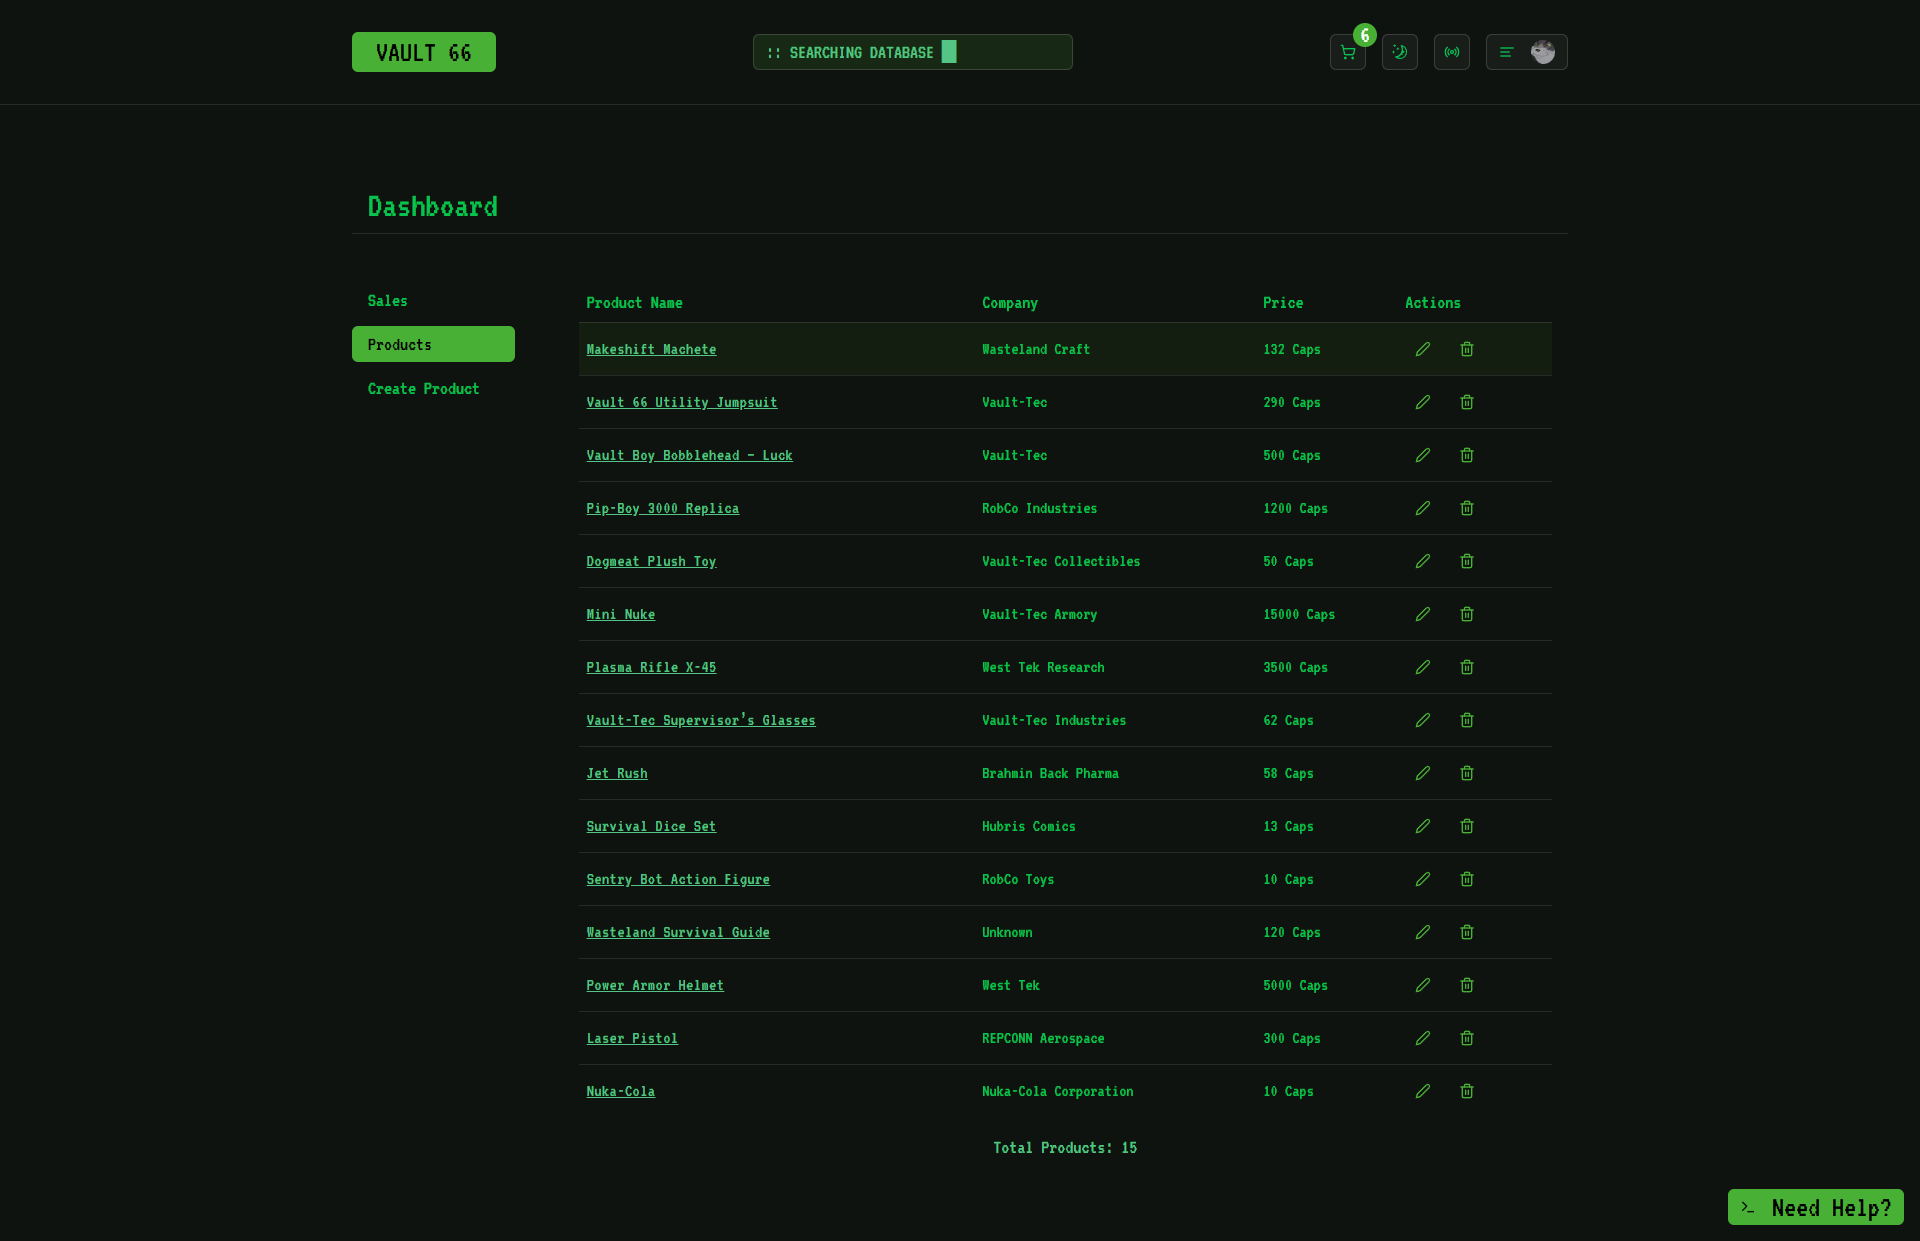 VAULT 66
:: SEARCHING DATABASE
6
Dashboard
Sales
Products
Create Product
Product Name Company Price Actions
Makeshift Machete Wasteland Craft 132 Caps
Vault 66 Utility Jumpsuit Vault-Tec 290 Caps
Vault Boy Bobblehead – Luck Vault-Tec 500 Caps
Pip-Boy 3000 Replica RobCo Industries 1200 Caps
Dogmeat Plush Toy Vault-Tec Collectibles 50 Caps
Mini Nuke Vault-Tec Armory 15000 Caps
Plasma Rifle X-45 West Tek Research 3500 Caps
Vault-Tec Supervisor's Glasses Vault-Tec Industries 62 Caps
Jet Rush Brahmin Back Pharma 58 Caps
Survival Dice Set Hubris Comics 13 Caps
Sentry Bot Action Figure RobCo Toys 10 Caps
Wasteland Survival Guide Unknown 120 Caps
Power Armor Helmet West Tek 5000 Caps
Laser Pistol REPCONN Aerospace 300 Caps
Nuka-Cola Nuka-Cola Corporation 10 Caps
Total Products: 15
Need Help?